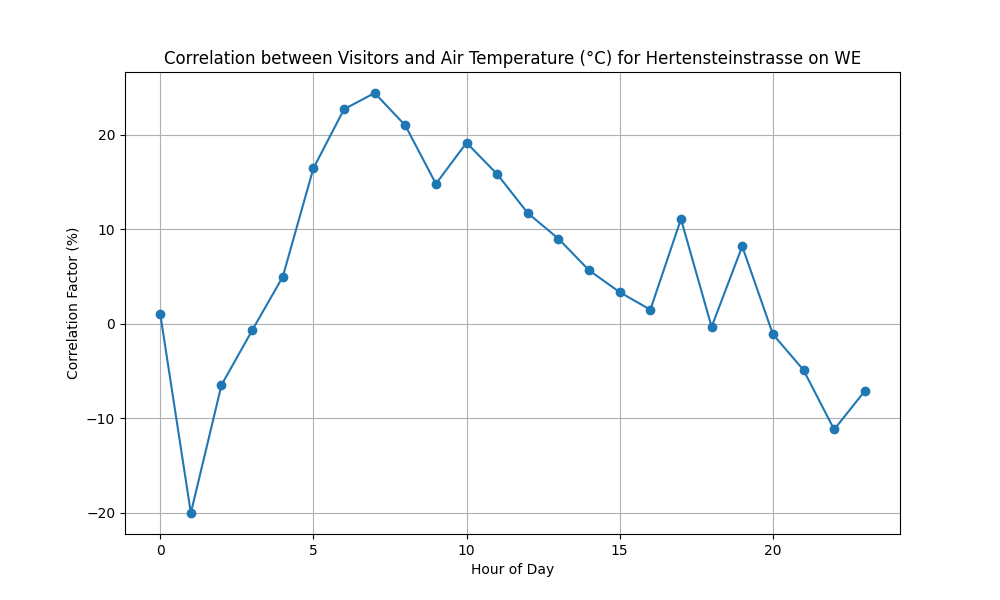 Correlation between Visitors and Air Temperature (°C) for Hertensteinstrasse on WE
Correlation Factor (%)
20
10
0
−10
−20
0 5 10 15 20
Hour of Day